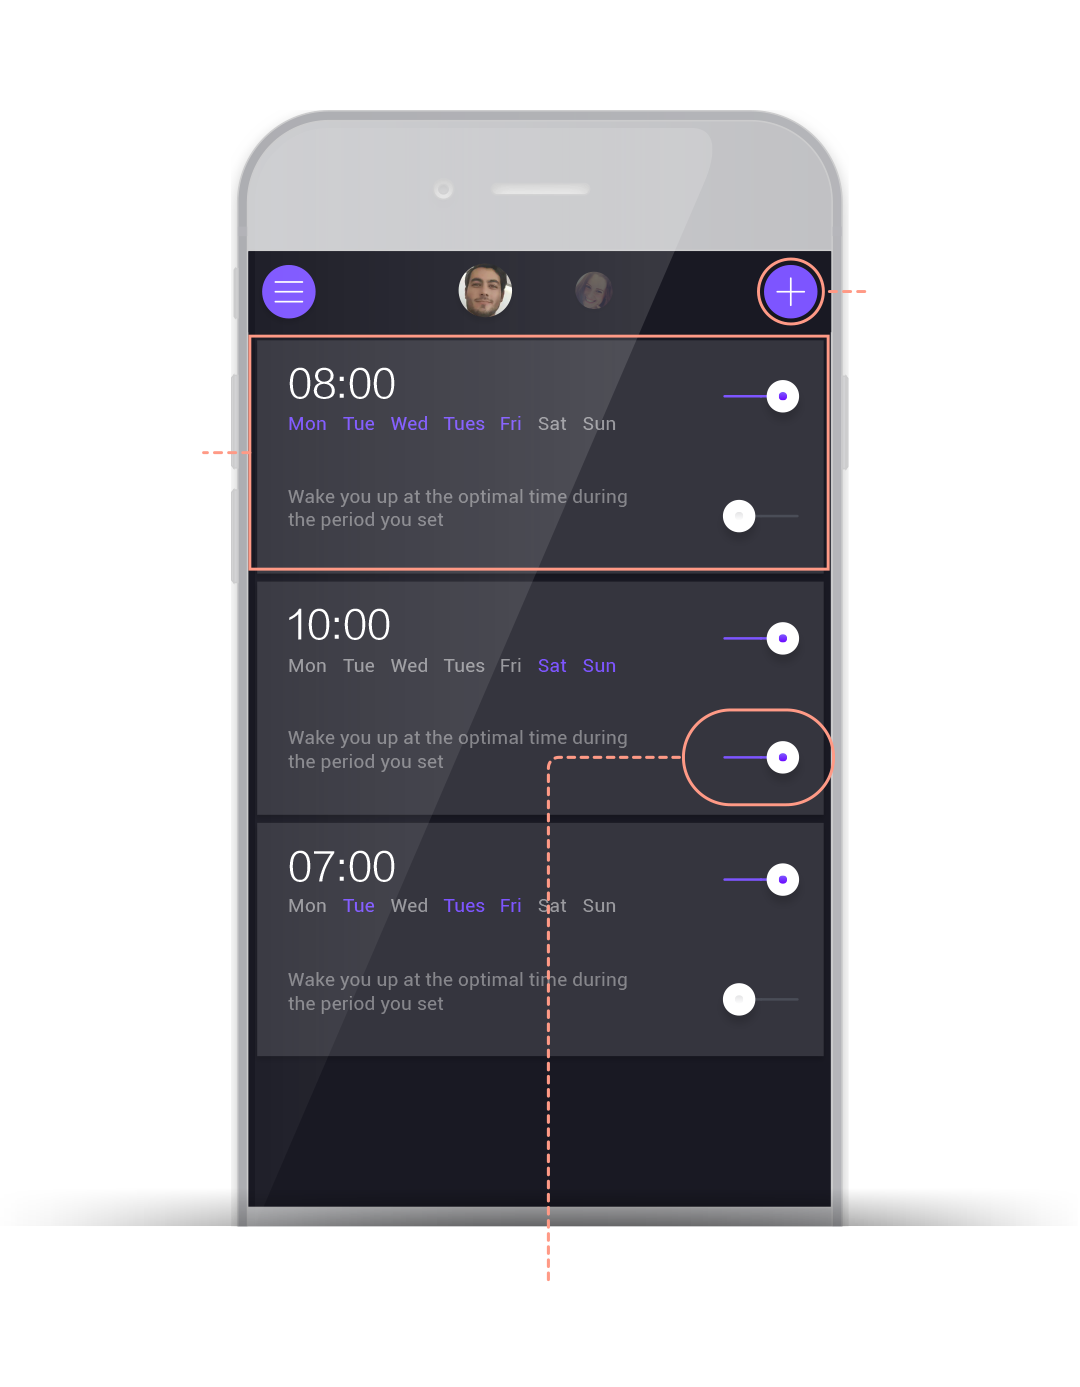 08:00
Mon Tue Wed Tues Fri Sat Sun
Wake you up at the optimal time during
the period you set
10:00
Mon Tue Wed Tues Fri Sat Sun
Wake you up at the optimal time during
the period you set
07:00
Mon Tue Wed Tues Fri Sat Sun
Wake you up at the optimal time during
the period you set